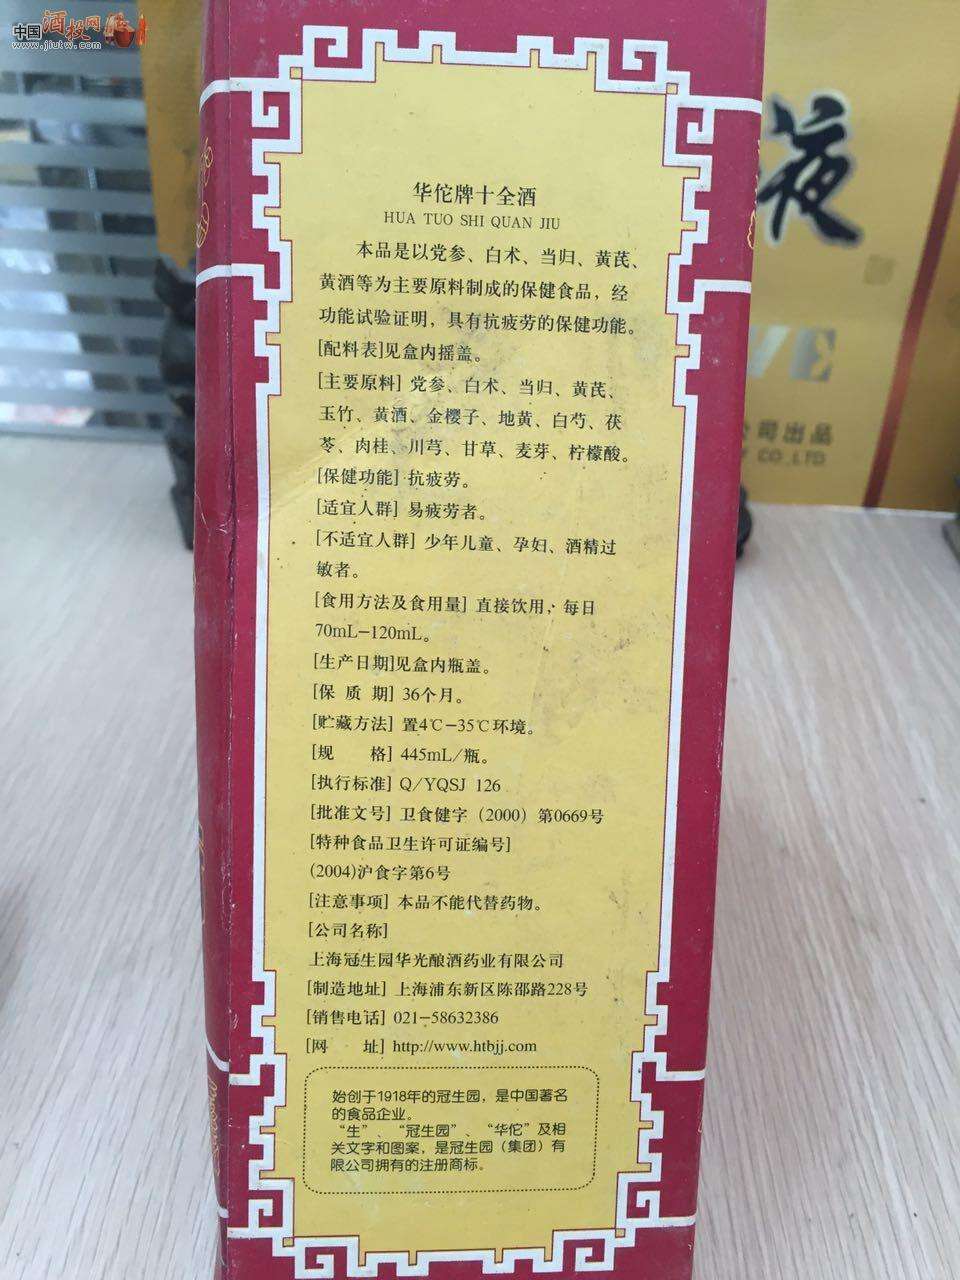 中国酒投网
www.jiutw.com
夜
VE
公司出品
Y CO.,LTD
华佗牌十全酒
HUA TUO SHI QUAN JIU
本品是以党参、白术、当归、黄芪、
黄酒等为主要原料制成的保健食品，经
功能试验证明，具有抗疲劳的保健功能。
[配料表]见盒内摇盖。
[主要原料] 党参、白术、当归、黄芪、
玉竹、黄酒、金樱子、地黄、白芍、茯
苓、肉桂、川芎、甘草、麦芽、柠檬酸。
[保健功能] 抗疲劳。
[适宜人群] 易疲劳者。
[不适宜人群] 少年儿童、孕妇、酒精过
敏者。
[食用方法及食用量] 直接饮用，每日
70mL-120mL。
[生产日期]见盒内瓶盖。
[保 质 期] 36个月。
[贮藏方法] 置4℃-35℃环境。
[规 格] 445mL/瓶。
[执行标准] Q/YQSJ 126
[批准文号] 卫食健字（2000）第0669号
[特种食品卫生许可证编号]
(2004)沪食字第6号
[注意事项] 本品不能代替药物。
[公司名称]
上海冠生园华光酿酒药业有限公司
[制造地址] 上海浦东新区陈邵路228号
[销售电话] 021-58632386
[网 址] http://www.htbjj.com
始创于1918年的冠生园，是中国著名
的食品企业。
“生”、“冠生园”、“华佗”及相
关文字和图案，是冠生园（集团）有
限公司拥有的注册商标。